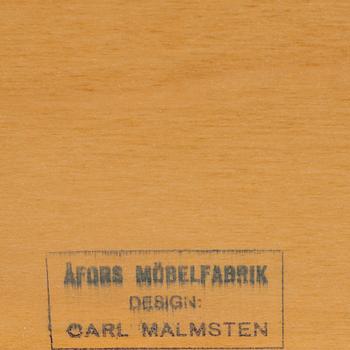 ÅFORS MÖBELFABRIK
DESIGN:
CARL MALMSTEN